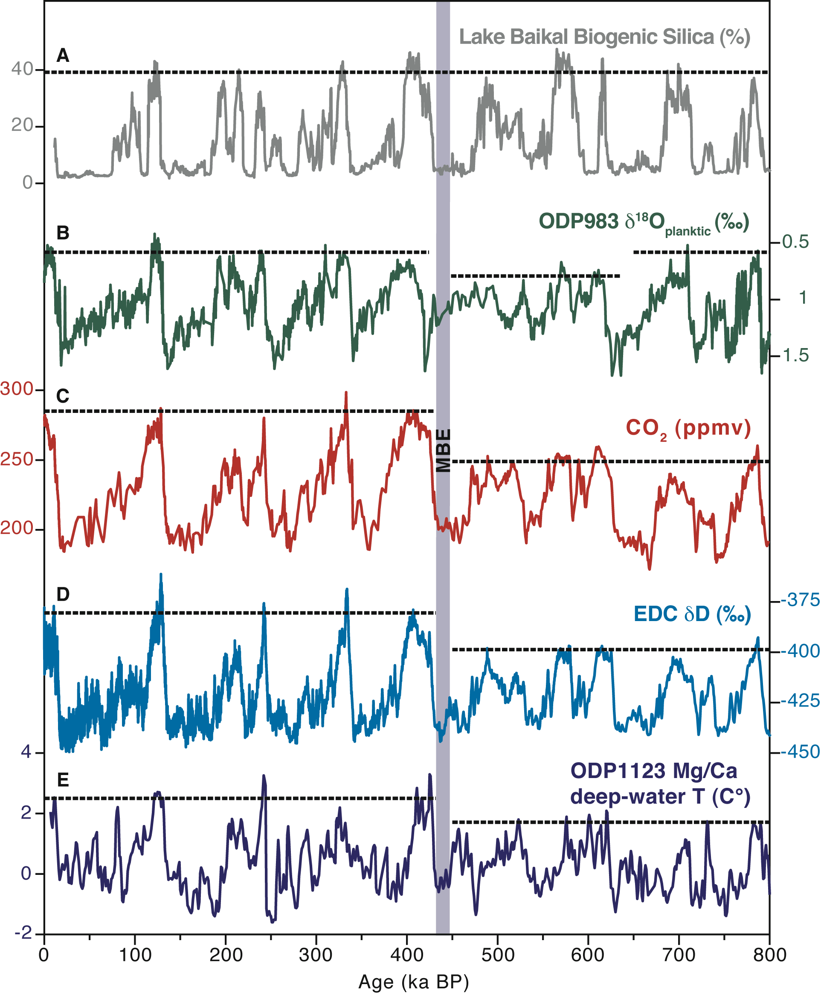 Lake Baikal Biogenic Silica (%)
A
40
20
0
ODP983 δ¹⁸Oplanktic (‰)
B
0.5
1
1.5
300
C
250
200
CO₂ (ppmv)
MBE
D
EDC δD (‰)
-375
-400
-425
-450
4
ODP1123 Mg/Ca
deep-water T (C°)
E
2
0
-2
0 100 200 300 400 500 600 700 800
Age (ka BP)